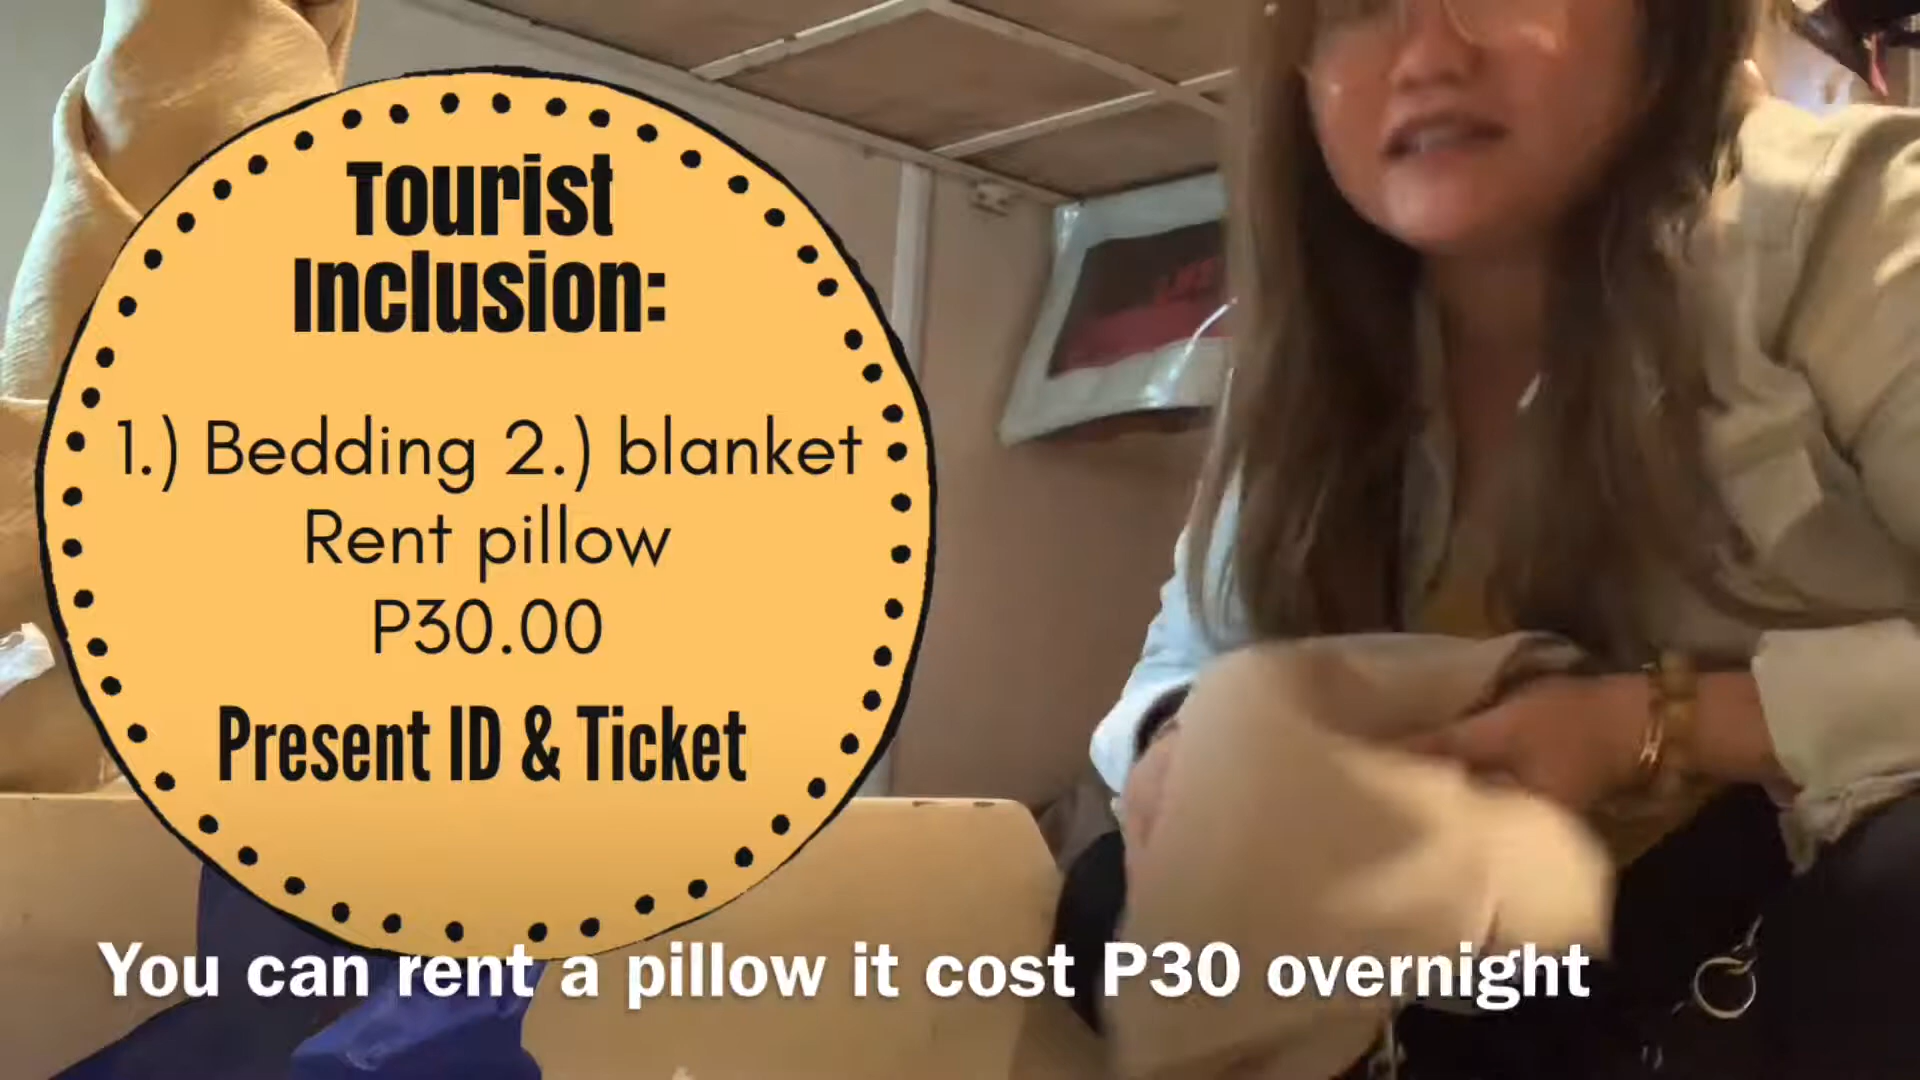 Tourist
Inclusion:
1.) Bedding 2.) blanket
Rent pillow
P30.00
Present ID & Ticket
You can rent a pillow it cost P30 overnight